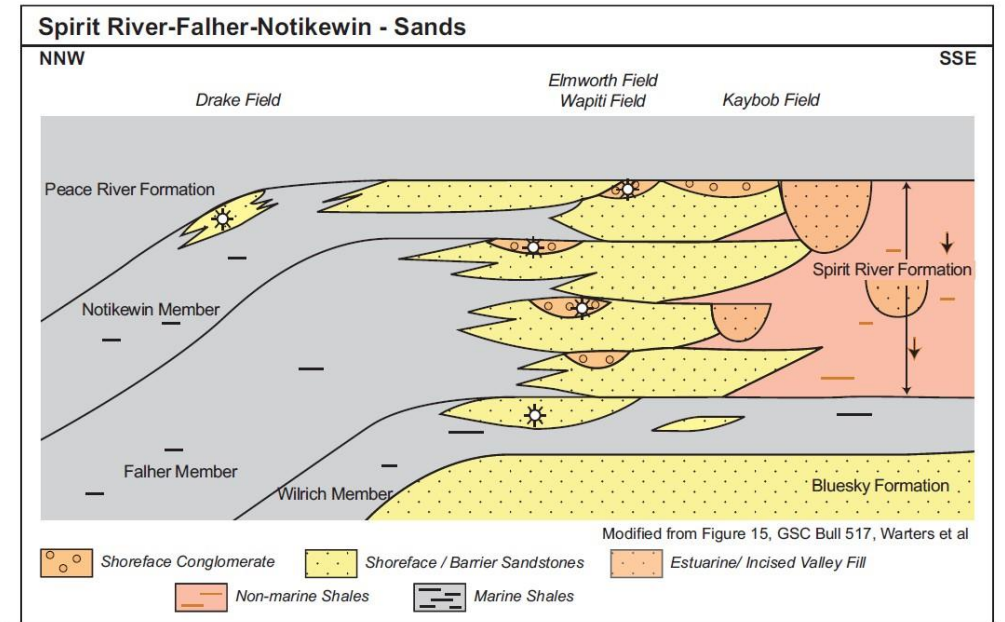 Spirit River-Falher-Notikewin - Sands
NNW
SSE
Drake Field
Elmworth Field
Wapiti Field
Kaybob Field
Peace River Formation
Spirit River Formation
Notikewin Member
Falher Member
Wilrich Member
Bluesky Formation
Modified from Figure 15, GSC Bull 517, Warters et al
Shoreface Conglomerate
Shoreface / Barrier Sandstones
Estuarine/ Incised Valley Fill
Non-marine Shales
Marine Shales